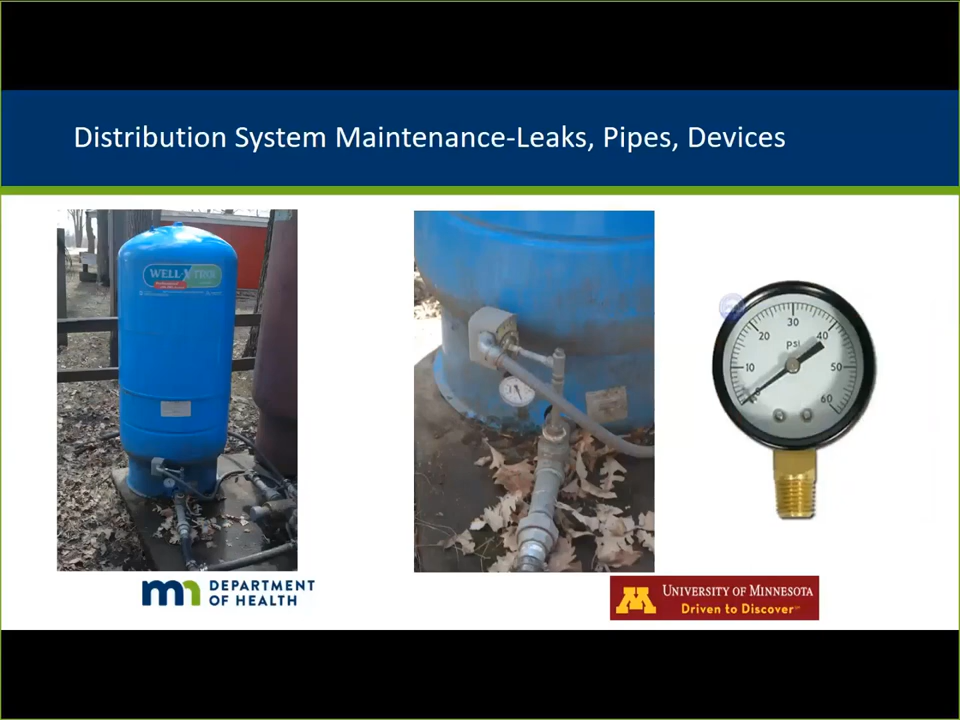 Distribution System Maintenance-Leaks, Pipes, Devices
WELL-X-TROL
10
20
30
40
50
60
psi
mn DEPARTMENT
OF HEALTH
UNIVERSITY OF MINNESOTA
Driven to Discover